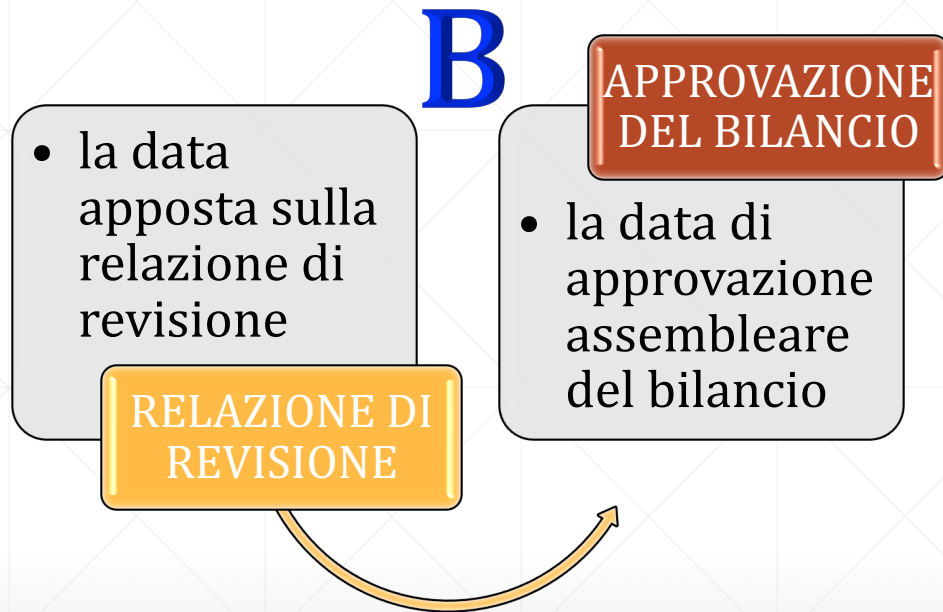 B
• la data
apposta sulla
relazione di
revisione
RELAZIONE DI
REVISIONE
APPROVAZIONE
DEL BILANCIO
• la data di
approvazione
assembleare
del bilancio